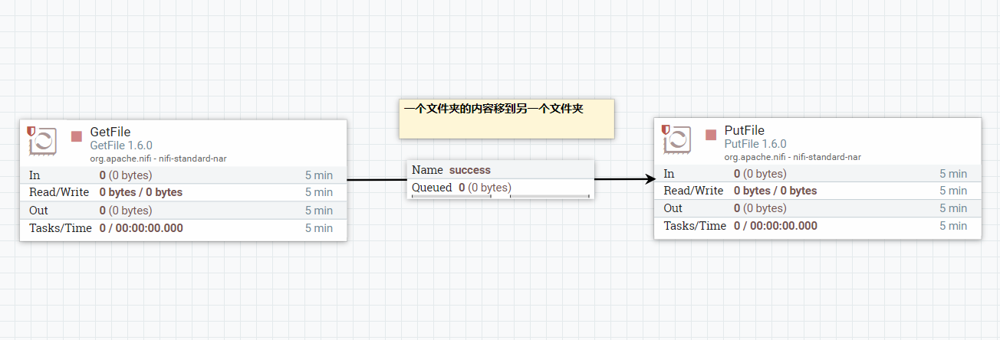 一个文件夹的内容移到另一个文件夹
GetFile
GetFile 1.6.0
org.apache.nifi - nifi-standard-nar
In 0 (0 bytes) 5 min
Read/Write 0 bytes / 0 bytes 5 min
Out 0 (0 bytes) 5 min
Tasks/Time 0 / 00:00:00.000 5 min
Name success
Queued 0 (0 bytes)
PutFile
PutFile 1.6.0
org.apache.nifi - nifi-standard-nar
In 0 (0 bytes) 5 min
Read/Write 0 bytes / 0 bytes 5 min
Out 0 (0 bytes) 5 min
Tasks/Time 0 / 00:00:00.000 5 min